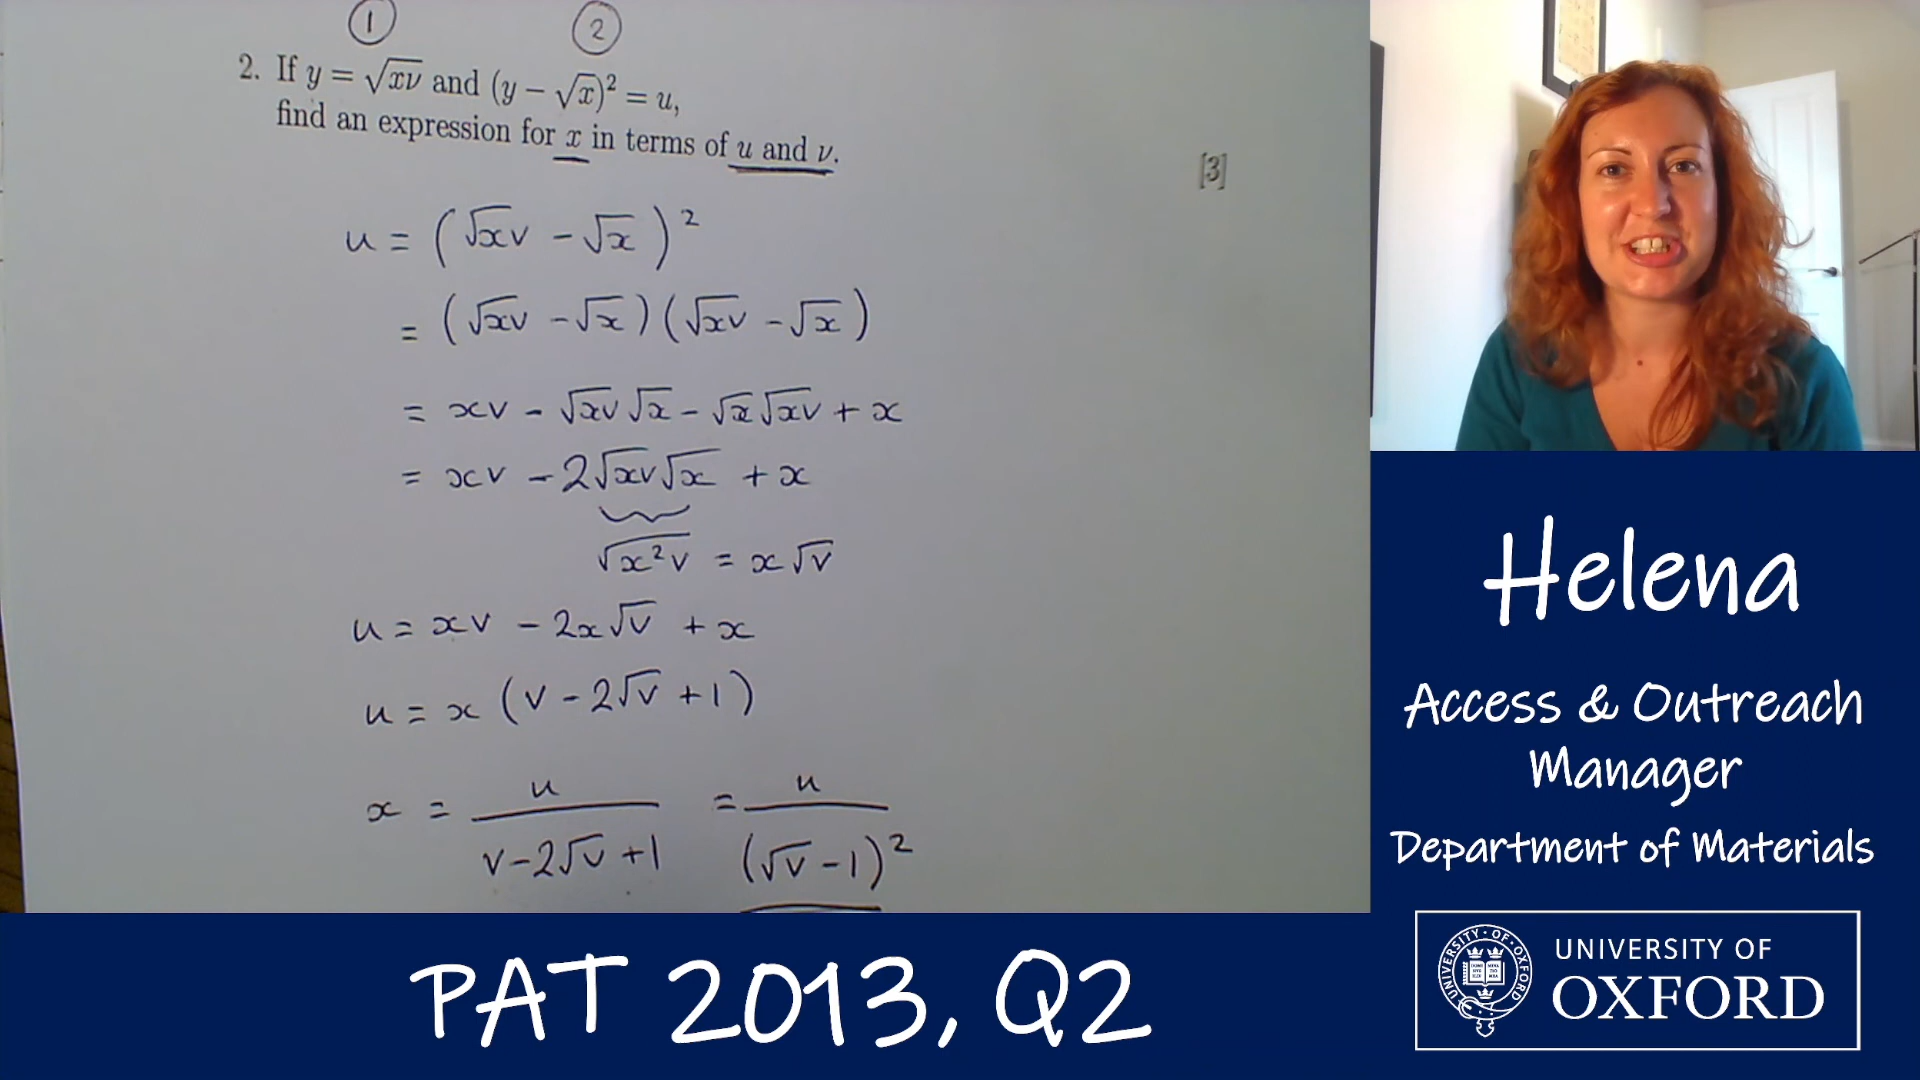 ① ②
2. If y = √xν and (y − √x)² = u,
find an expression for x in terms of u and ν.
[3]
u = (√xv − √x)²
= (√xv − √x)(√xv − √x)
= xv − √xv√x − √x√xv + x
= xv − 2√xv√x + x
√x²v = x√v
u = xv − 2x√v + x
u = x(v − 2√v + 1)
x = u / (v − 2√v + 1) = u / (√v − 1)²
Helena
Access & Outreach
Manager
Department of Materials
UNIVERSITY OF
OXFORD
PAT 2013, Q2